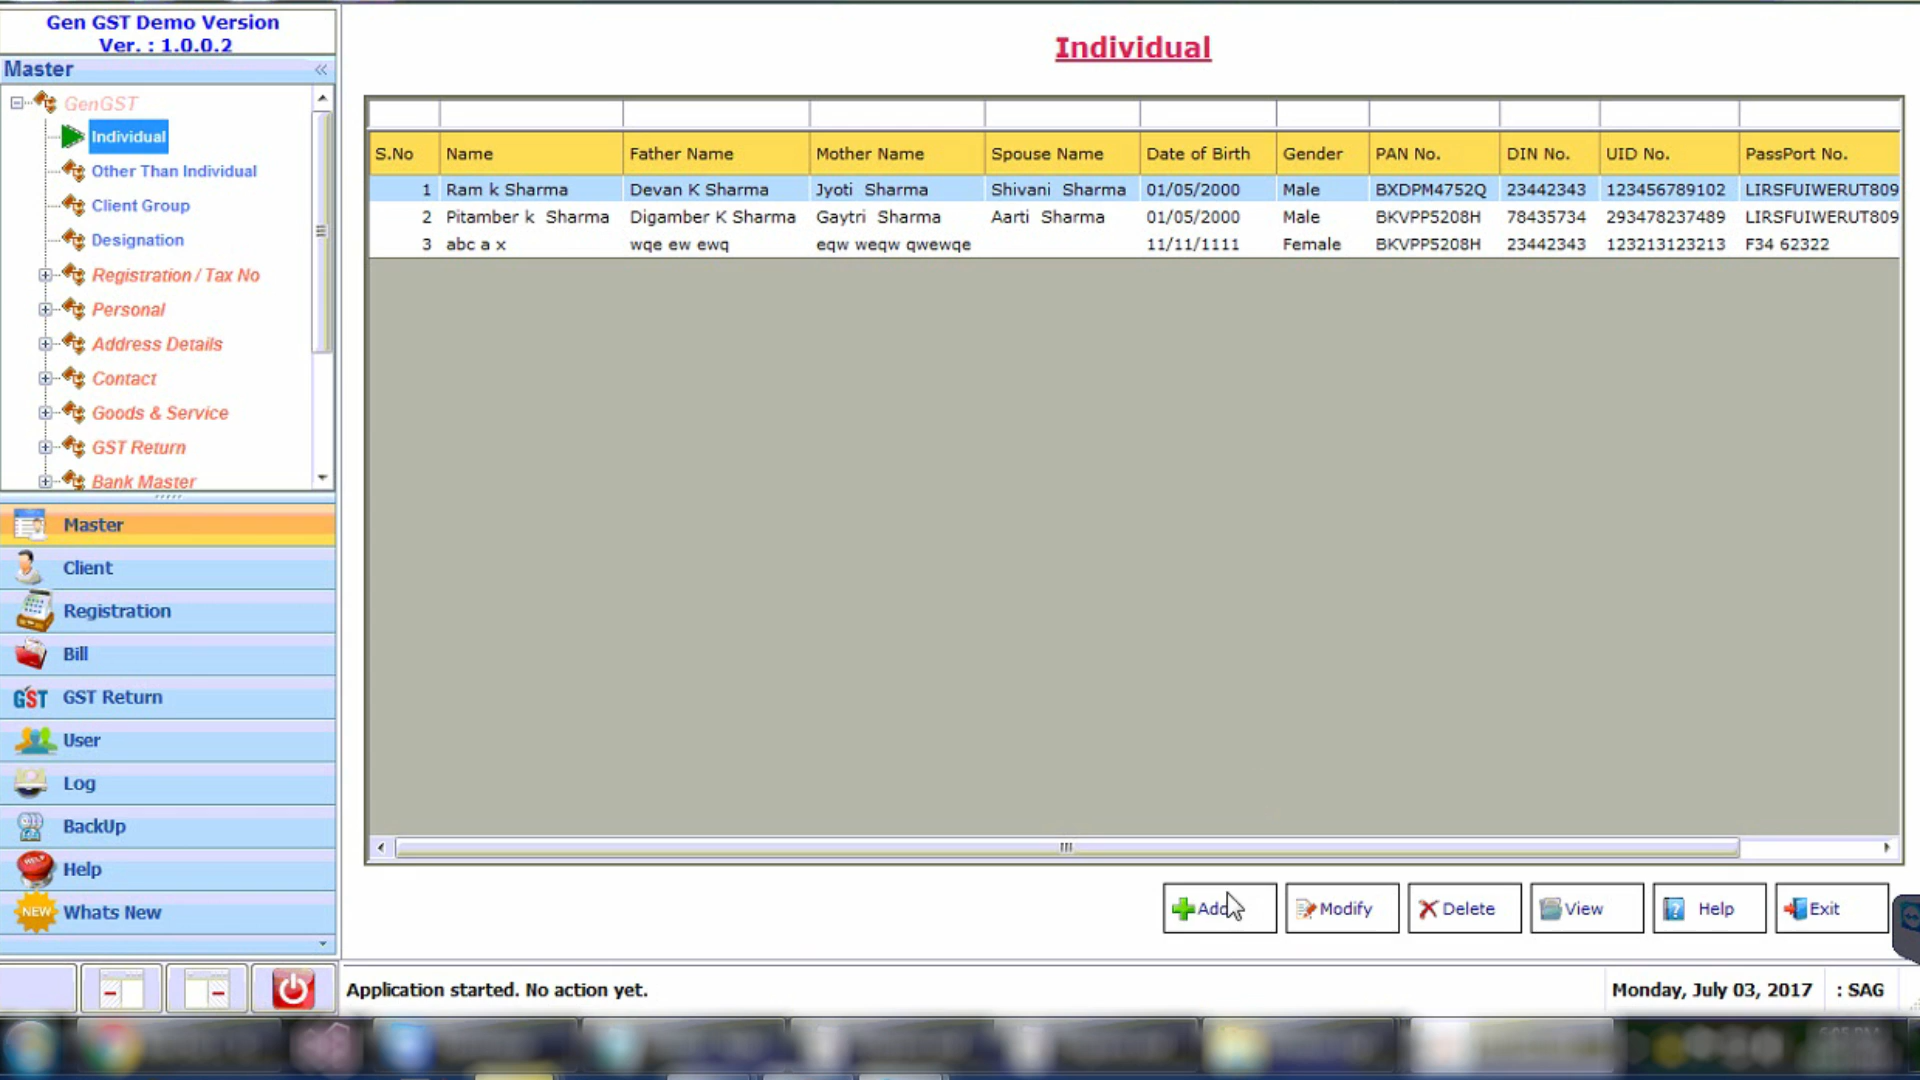 Gen GST Demo Version
Ver. : 1.0.0.2
Master
GenGST
Individual
Other Than Individual
Client Group
Designation
Registration / Tax No
Personal
Address Details
Contact
Goods & Service
GST Return
Bank Master
Master
Client
Registration
Bill
GST GST Return
User
Log
BackUp
Help
NEW Whats New
Individual
S.No Name Father Name Mother Name Spouse Name Date of Birth Gender PAN No. DIN No. UID No. PassPort No.
1 Ram k Sharma Devan K Sharma Jyoti Sharma Shivani Sharma 01/05/2000 Male BXDPM4752Q 23442343 123456789102 LIRSFUIWERUT809
2 Pitamber k Sharma Digamber K Sharma Gaytri Sharma Aarti Sharma 01/05/2000 Male BKVPP5208H 78435734 293478237489 LIRSFUIWERUT809
3 abc a x wqe ew ewq eqw weqw qwewqe 11/11/1111 Female BKVPP5208H 23442343 123213123213 F34 62322
Add Modify Delete View Help Exit
Application started. No action yet. Monday, July 03, 2017 : SAG